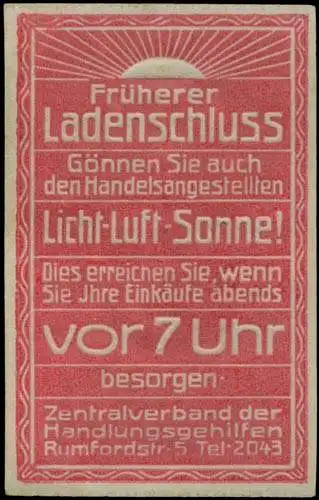 Früherer
Ladenschluss
Gönnen Sie auch
den Handelsangestellten
Licht-Luft-Sonne!
Dies erreichen Sie, wenn
Sie Jhre Einkäufe abends
vor 7 Uhr
besorgen.
Zentralverband der
Handlungsgehilfen
Rumfordstr. 5 Tel. 2043